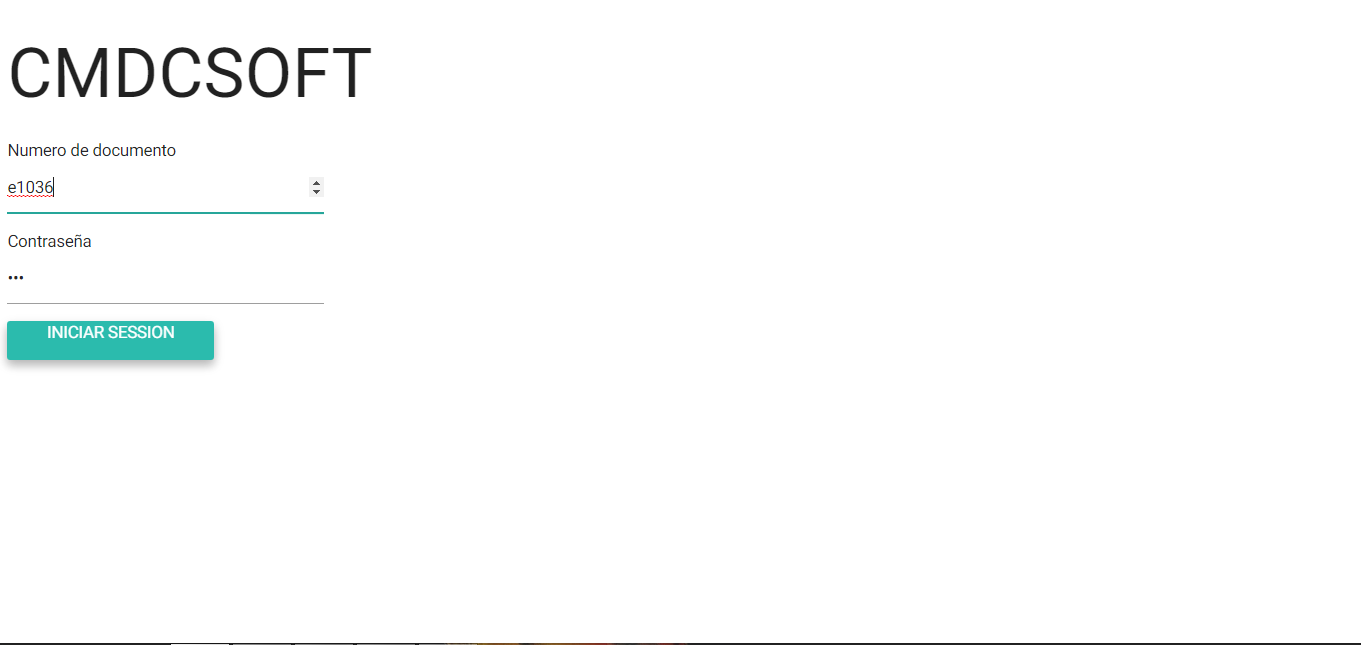 CMDCSOFT
Numero de documento
e1036
Contraseña
•••
INICIAR SESSION